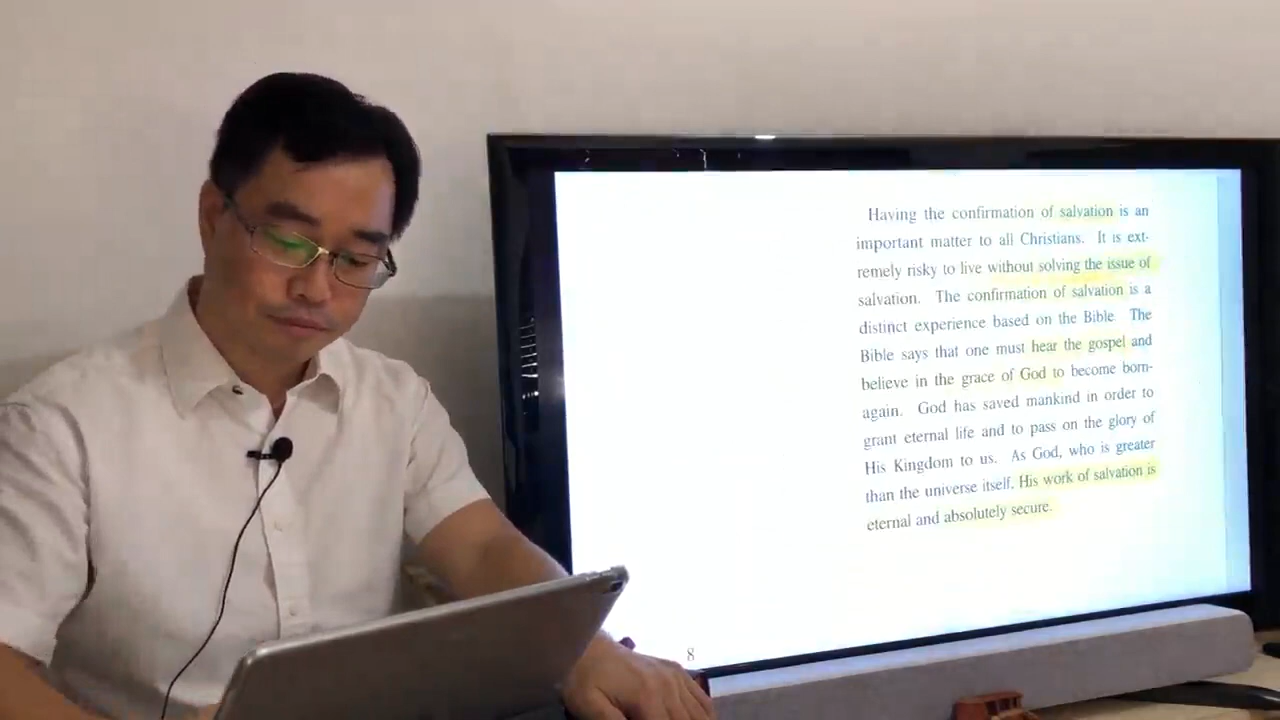 Having the confirmation of salvation is an
important matter to all Christians. It is ext-
remely risky to live without solving the issue of
salvation. The confirmation of salvation is a
distinct experience based on the Bible. The
Bible says that one must hear the gospel and
believe in the grace of God to become born-
again. God has saved mankind in order to
grant eternal life and to pass on the glory of
His Kingdom to us. As God, who is greater
than the universe itself, His work of salvation is
eternal and absolutely secure.
8